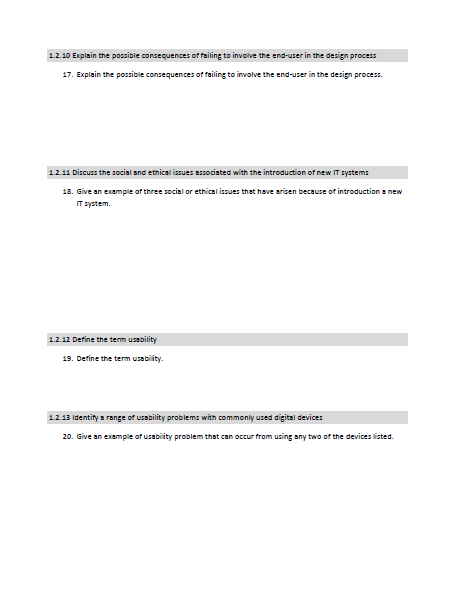 1.2.10 Explain the possible consequences of failing to involve the end-user in the design process
17. Explain the possible consequences of failing to involve the end-user in the design process.
1.2.11 Discuss the social and ethical issues associated with the introduction of new IT systems
18. Give an example of three social or ethical issues that have arisen because of introduction a new
IT system.
1.2.12 Define the term usability
19. Define the term usability.
1.2.13 Identify a range of usability problems with commonly used digital devices
20. Give an example of usability problem that can occur from using any two of the devices listed.